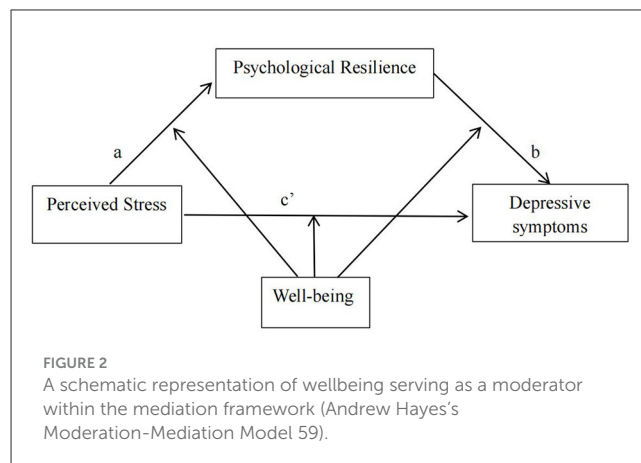 Psychological Resilience
a
b
Perceived Stress
c'
Depressive
symptoms
Well-being
FIGURE 2
A schematic representation of wellbeing serving as a moderator
within the mediation framework (Andrew Hayes's
Moderation-Mediation Model 59).